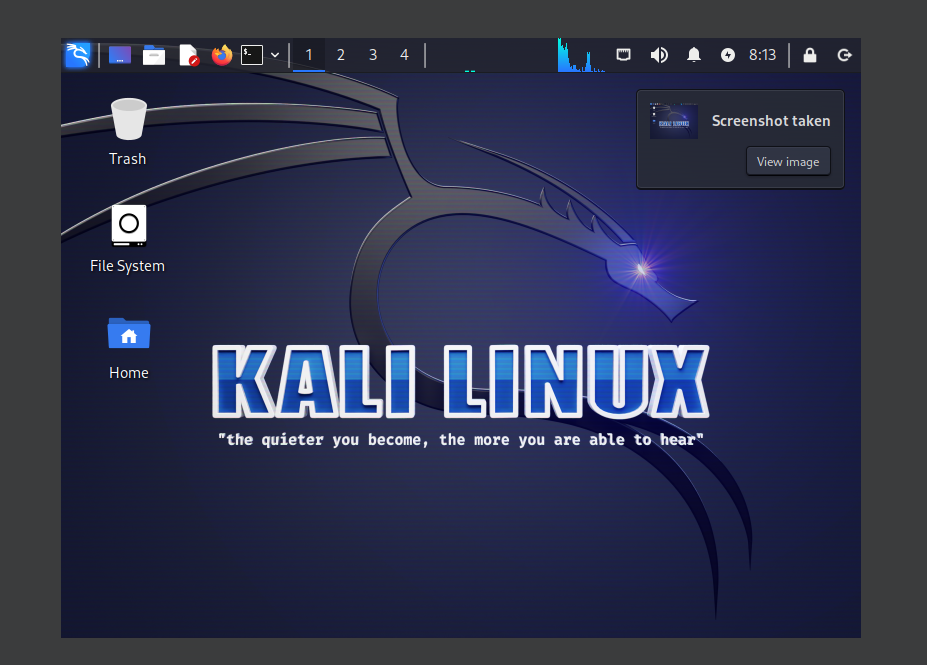 1 2 3 4 8:13
Screenshot taken
View image
Trash
File System
Home
KALI LINUX
"the quieter you become, the more you are able to hear"